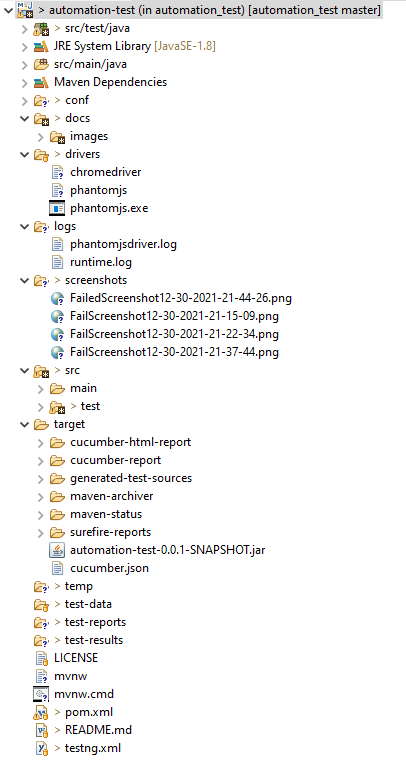 > automation-test (in automation_test) [automation_test master]
> src/test/java
JRE System Library [JavaSE-1.8]
src/main/java
Maven Dependencies
> conf
> docs
> images
> drivers
chromedriver
phantomjs
phantomjs.exe
logs
phantomjsdriver.log
runtime.log
> screenshots
FailedScreenshot12-30-2021-21-44-26.png
FailScreenshot12-30-2021-21-15-09.png
FailScreenshot12-30-2021-21-22-34.png
FailScreenshot12-30-2021-21-37-44.png
> src
main
> test
target
cucumber-html-report
cucumber-report
generated-test-sources
maven-archiver
maven-status
surefire-reports
automation-test-0.0.1-SNAPSHOT.jar
cucumber.json
> temp
> test-data
> test-reports
> test-results
LICENSE
mvnw
mvnw.cmd
> pom.xml
> README.md
> testng.xml